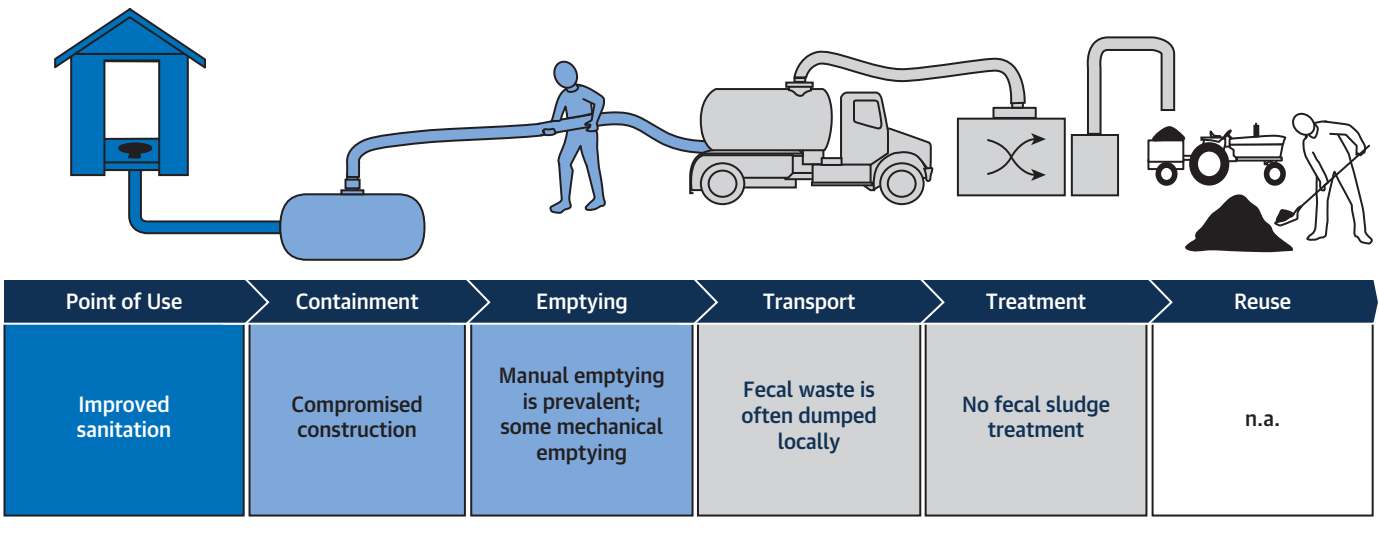 Point of Use
Containment
Emptying
Transport
Treatment
Reuse
Improved
sanitation
Compromised
construction
Manual emptying
is prevalent;
some mechanical
emptying
Fecal waste is
often dumped
locally
No fecal sludge
treatment
n.a.